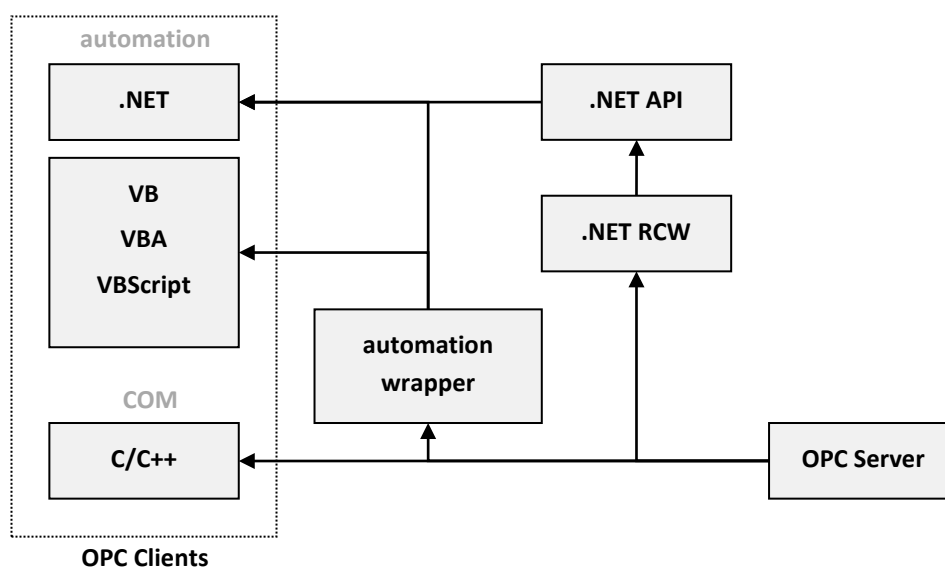 automation
.NET
VB
VBA
VBScript
COM
C/C++
OPC Clients
automation
wrapper
.NET API
.NET RCW
OPC Server